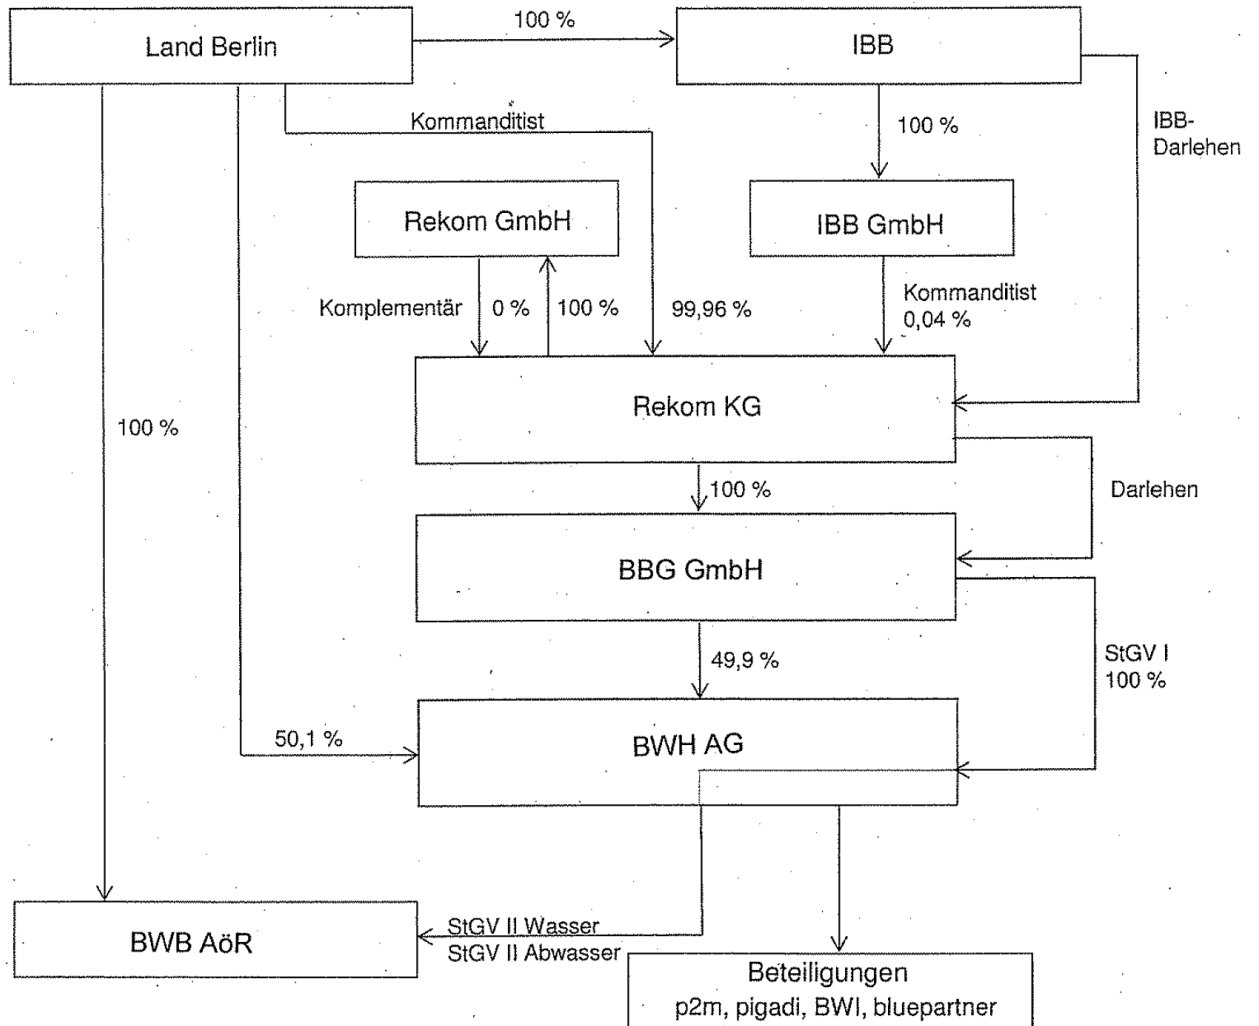 100 %
Land Berlin
IBB
Kommanditist
100 %
IBB-
Darlehen
Rekom GmbH
IBB GmbH
Komplementär
0 %
100 %
99,96 %
Kommanditist
0,04 %
Rekom KG
100 %
100 %
Darlehen
BBG GmbH
49,9 %
StGV I
100 %
50,1 %
BWH AG
BWB AöR
StGV II Wasser
StGV II Abwasser
Beteiligungen
p2m, pigadi, BWI, bluepartner